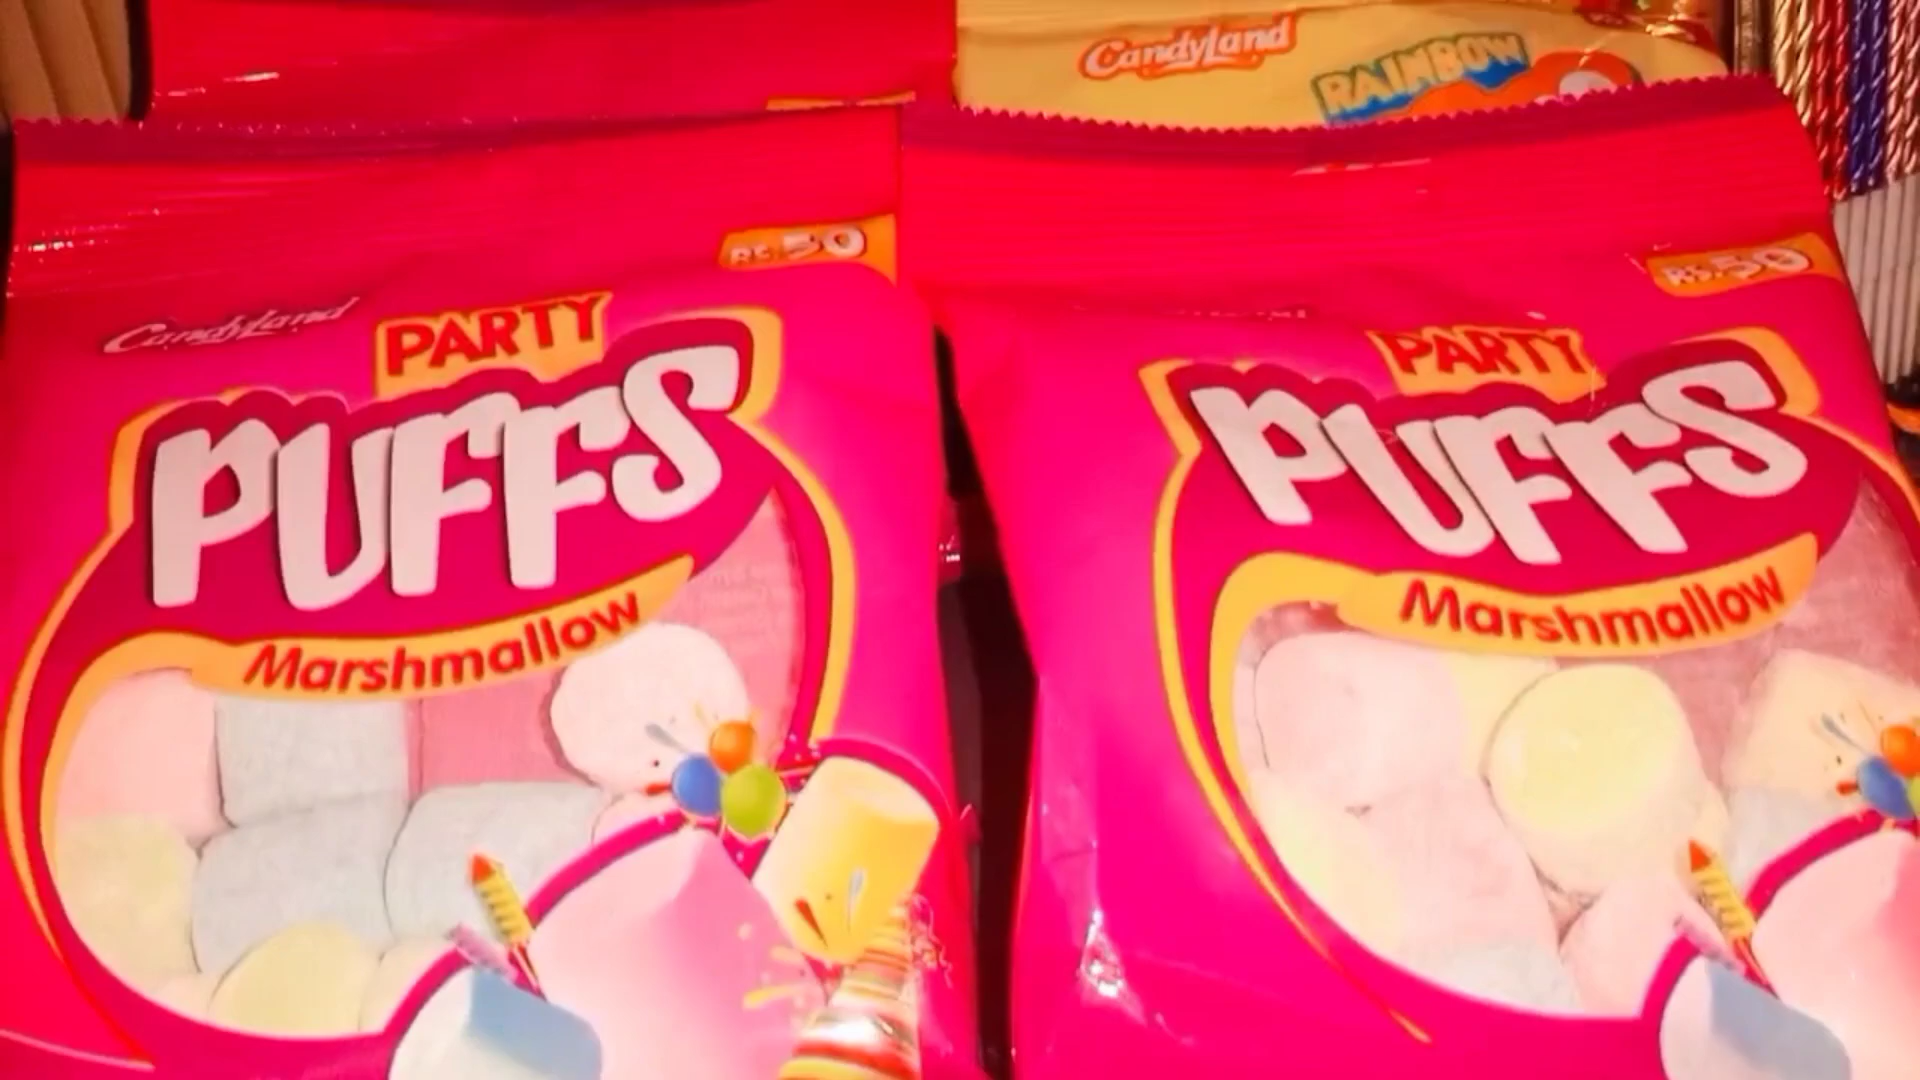 CandyLand
RAINBOW
RS.50
CandyLand
PARTY
PUFFS
Marshmallow
RS.50
PARTY
PUFFS
Marshmallow